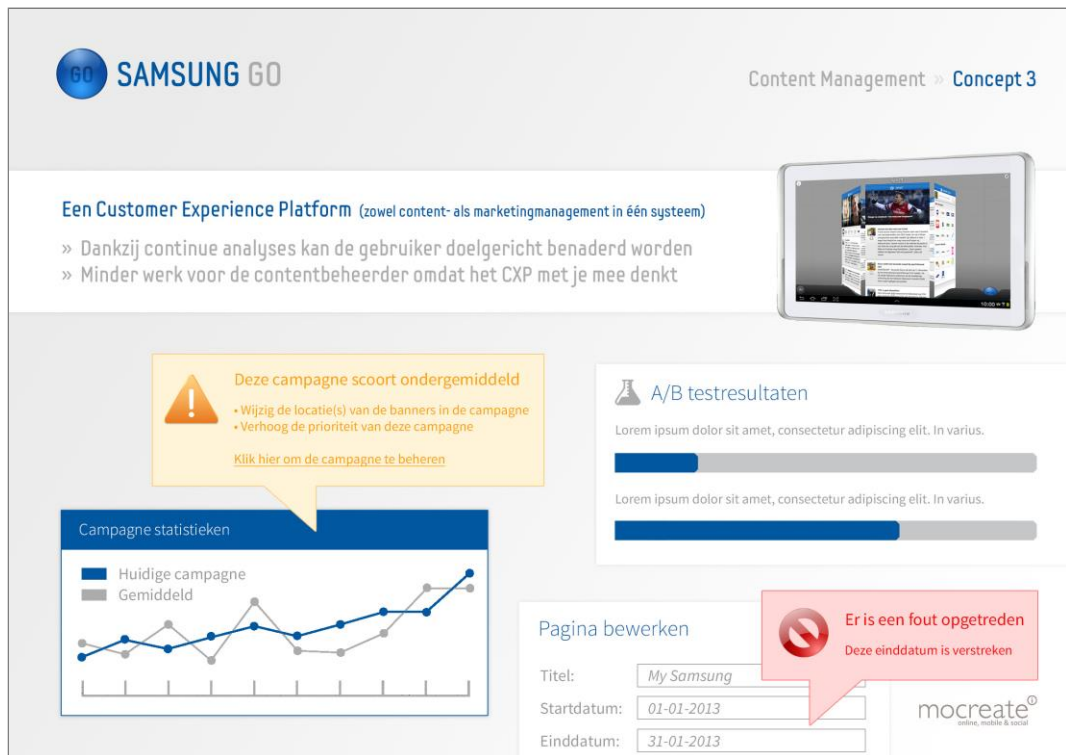 GO SAMSUNG GO
Content Management » Concept 3
Een Customer Experience Platform (zowel content- als marketingmanagement in één systeem)
» Dankzij continue analyses kan de gebruiker doelgericht benaderd worden
» Minder werk voor de contentbeheerder omdat het CXP met je mee denkt
10:00
Deze campagne scoort ondergemiddeld
• Wijzig de locatie(s) van de banners in de campagne
• Verhoog de prioriteit van deze campagne
Klik hier om de campagne te beheren
Campagne statistieken
Huidige campagne
Gemiddeld
A/B testresultaten
Lorem ipsum dolor sit amet, consectetur adipiscing elit. In varius.
Lorem ipsum dolor sit amet, consectetur adipiscing elit. In varius.
Pagina bewerken
Titel: My Samsung
Startdatum: 01-01-2013
Einddatum: 31-01-2013
Er is een fout opgetreden
Deze einddatum is verstreken
mocreate
online, mobile & social